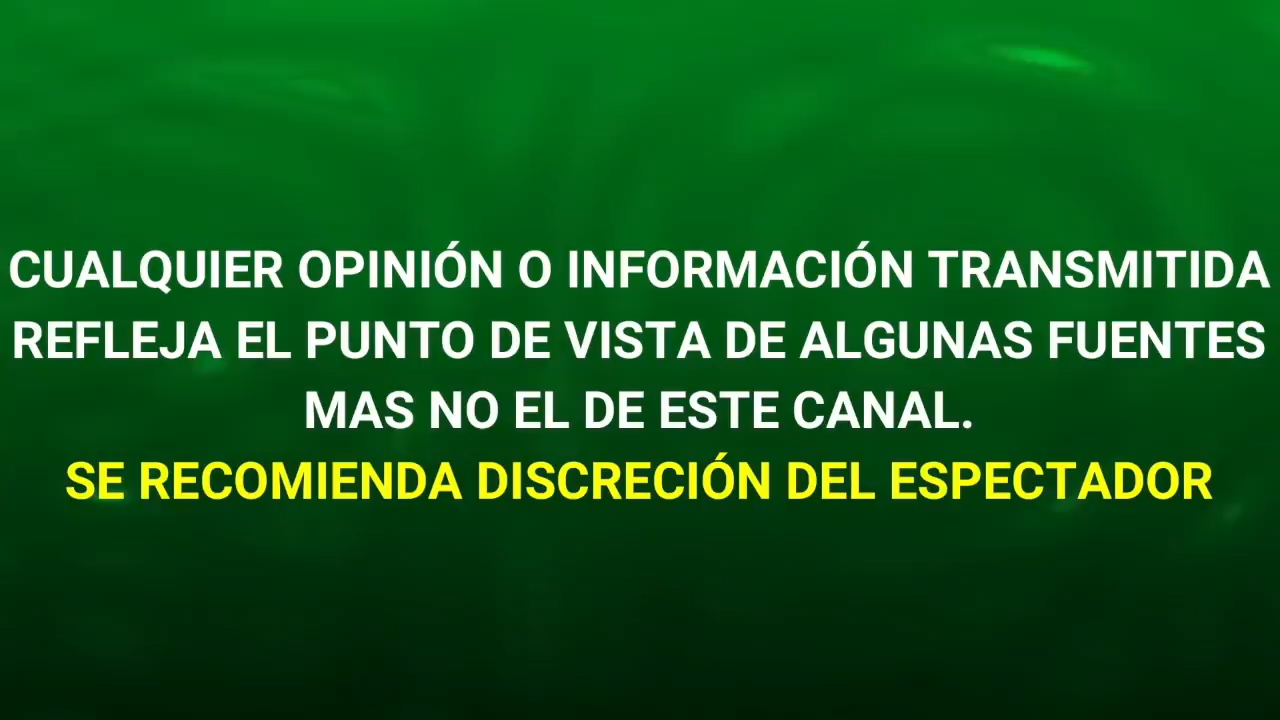 CUALQUIER OPINIÓN O INFORMACIÓN TRANSMITIDA
REFLEJA EL PUNTO DE VISTA DE ALGUNAS FUENTES
MAS NO EL DE ESTE CANAL.
SE RECOMIENDA DISCRECIÓN DEL ESPECTADOR